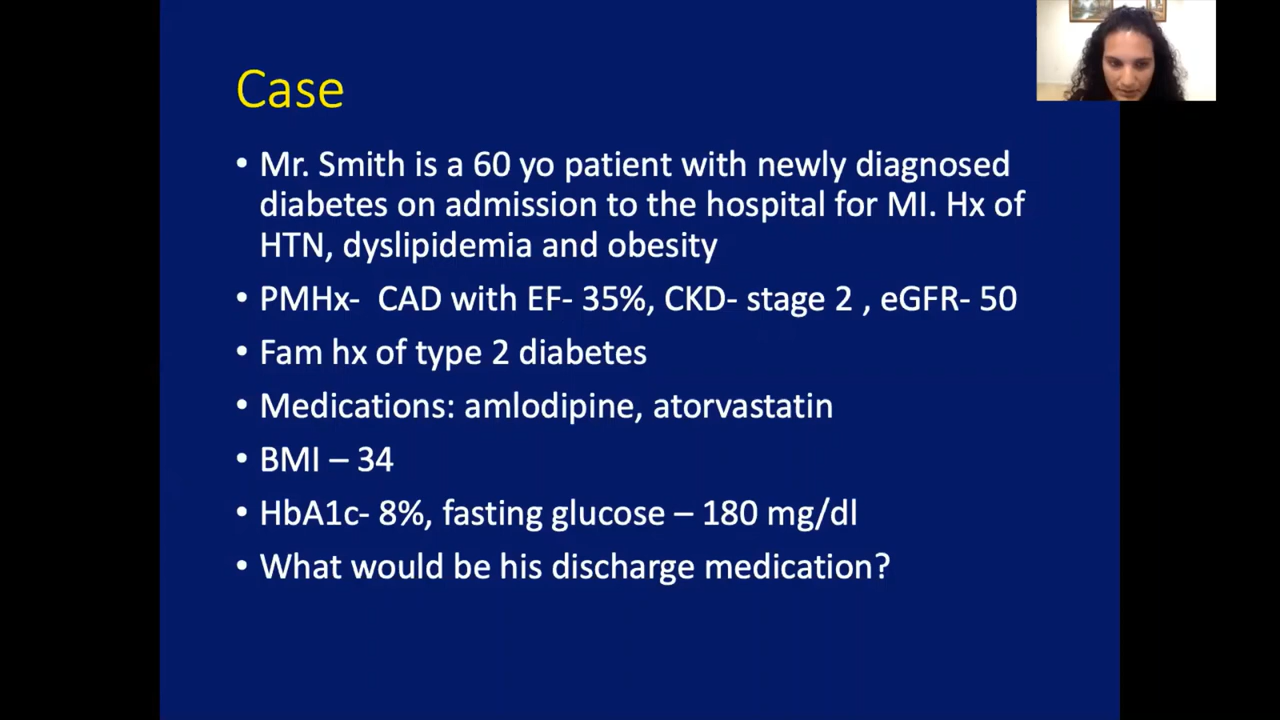 Case
• Mr. Smith is a 60 yo patient with newly diagnosed
diabetes on admission to the hospital for MI. Hx of
HTN, dyslipidemia and obesity
• PMHx- CAD with EF- 35%, CKD- stage 2 , eGFR- 50
• Fam hx of type 2 diabetes
• Medications: amlodipine, atorvastatin
• BMI – 34
• HbA1c- 8%, fasting glucose – 180 mg/dl
• What would be his discharge medication?